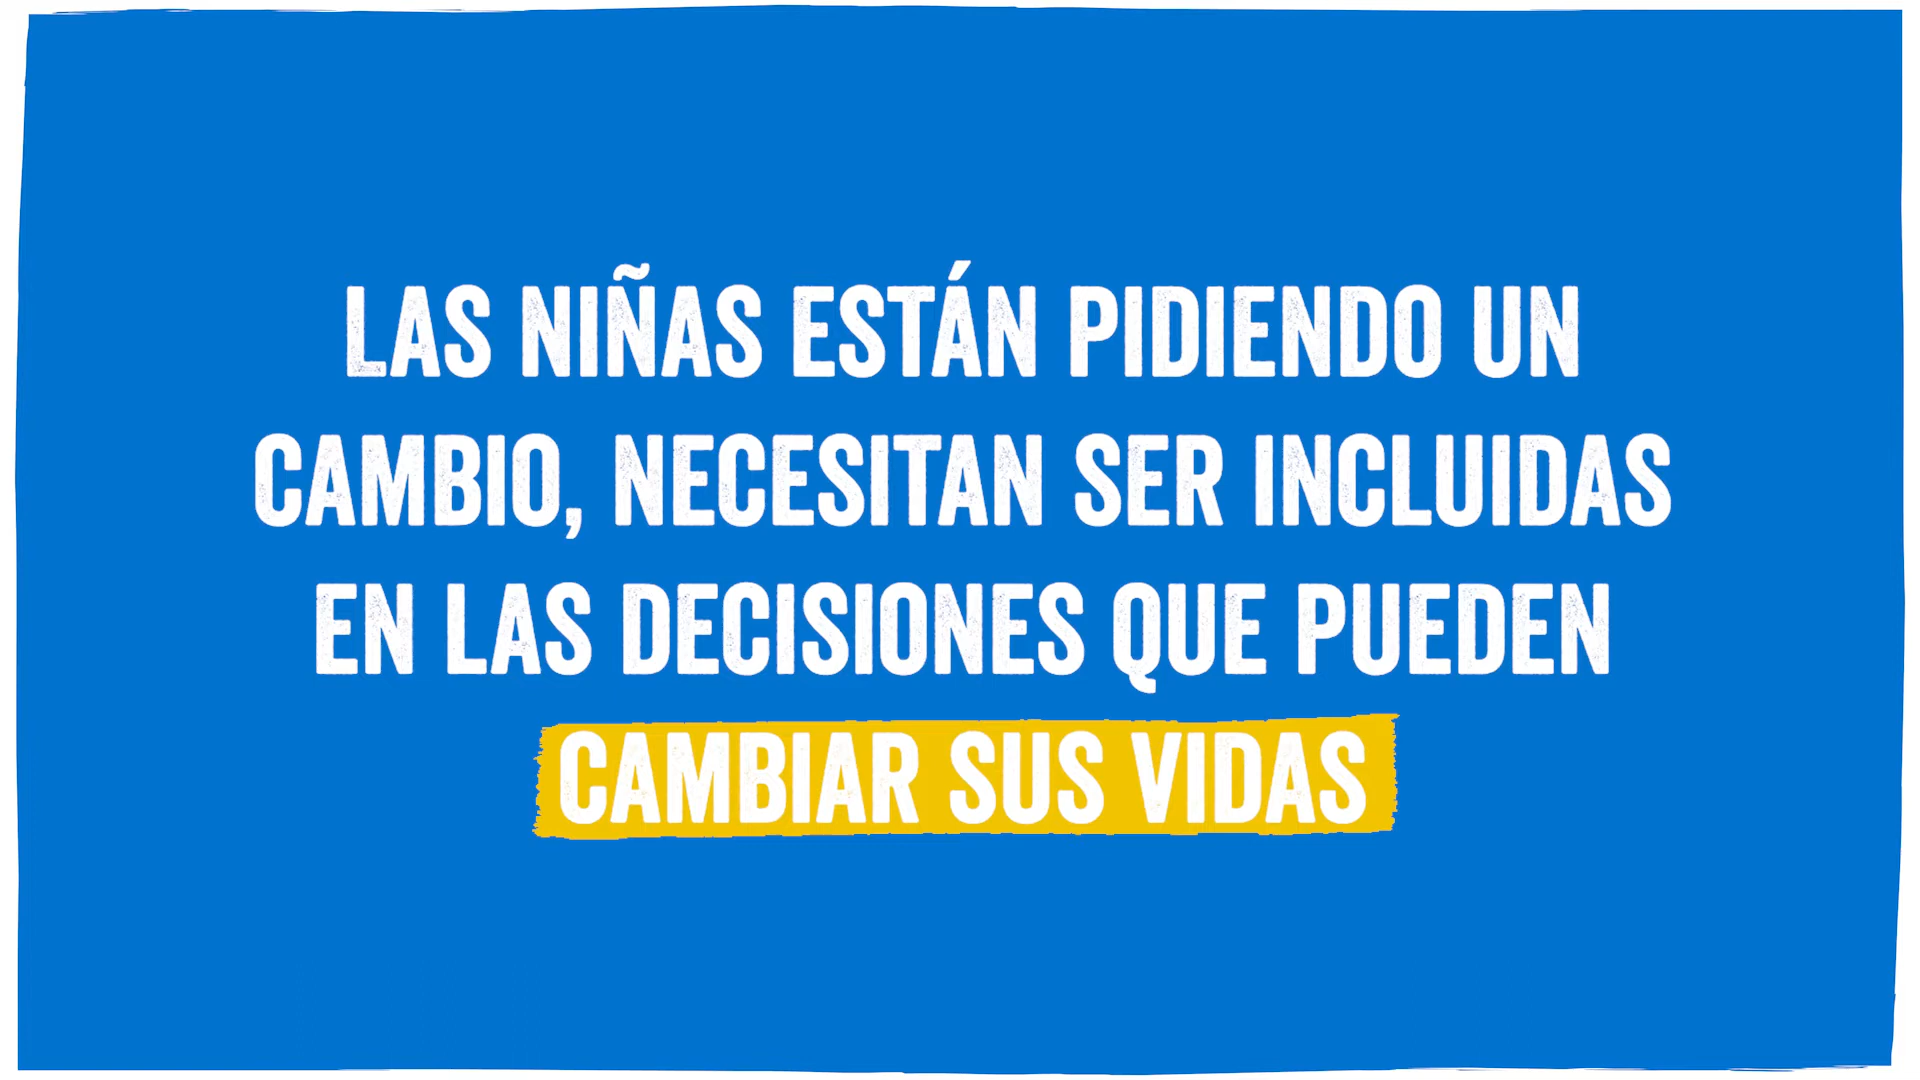 LAS NIÑAS ESTÁN PIDIENDO UN
CAMBIO, NECESITAN SER INCLUIDAS
EN LAS DECISIONES QUE PUEDEN
CAMBIAR SUS VIDAS